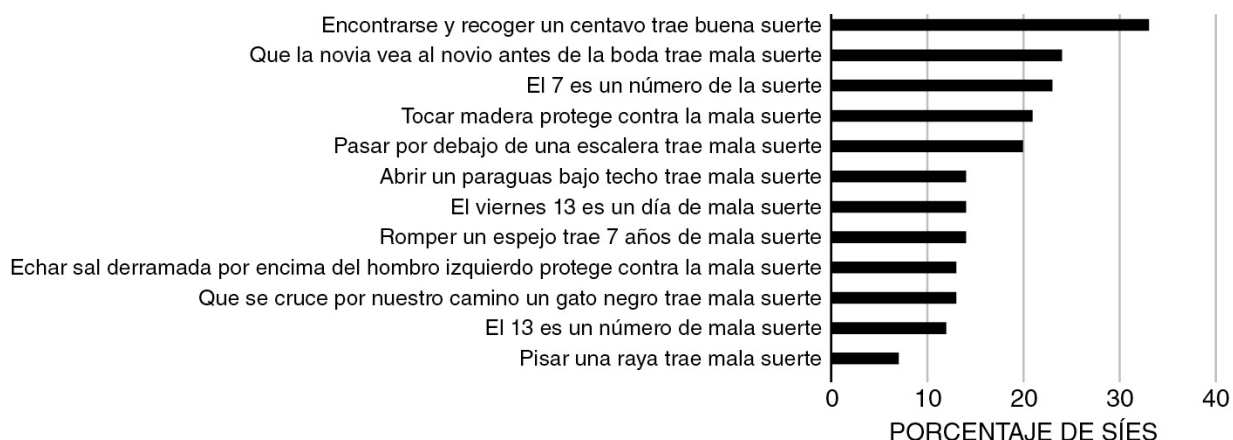 Encontrarse y recoger un centavo trae buena suerte
Que la novia vea al novio antes de la boda trae mala suerte
El 7 es un número de la suerte
Tocar madera protege contra la mala suerte
Pasar por debajo de una escalera trae mala suerte
Abrir un paraguas bajo techo trae mala suerte
El viernes 13 es un día de mala suerte
Romper un espejo trae 7 años de mala suerte
Echar sal derramada por encima del hombro izquierdo protege contra la mala suerte
Que se cruce por nuestro camino un gato negro trae mala suerte
El 13 es un número de mala suerte
Pisar una raya trae mala suerte
0 10 20 30 40
PORCENTAJE DE SÍES